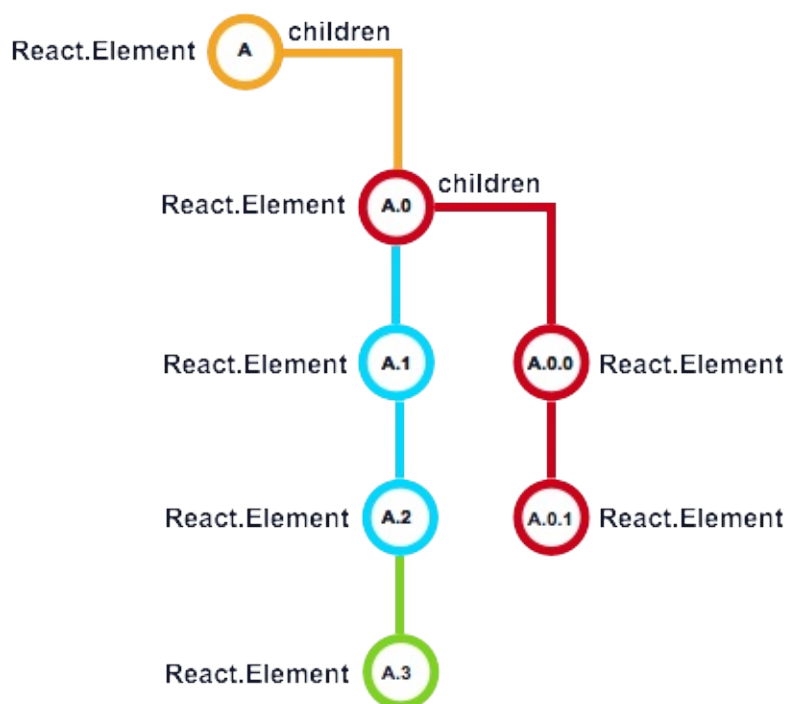 children
React.Element A
children
React.Element A.0
React.Element A.1 A.0.0 React.Element
React.Element A.2 A.0.1 React.Element
React.Element A.3